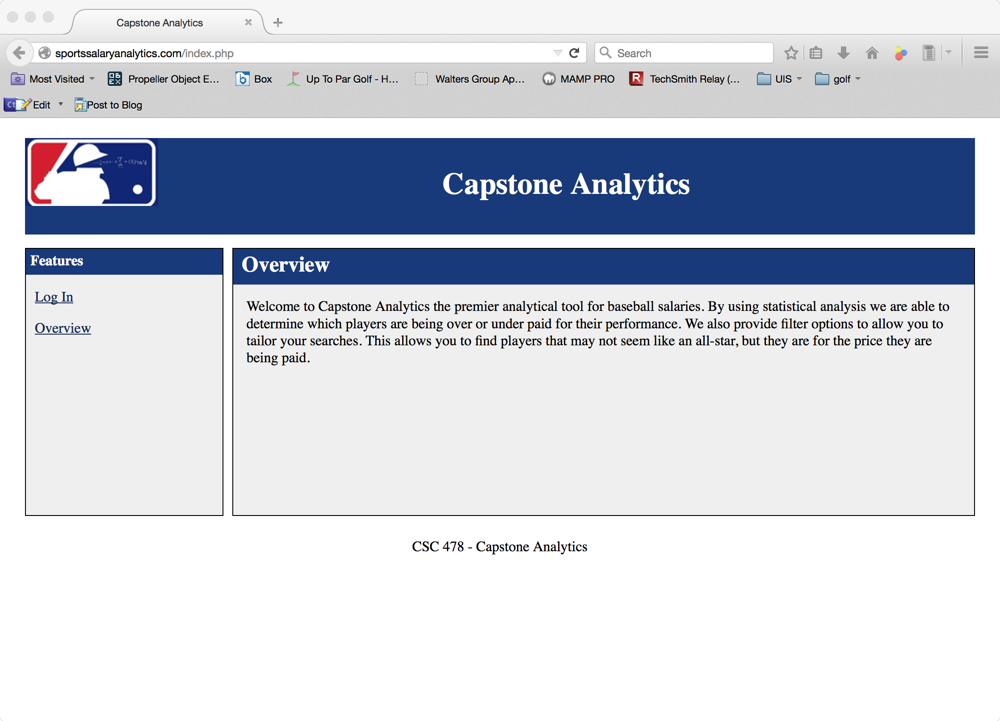 Capstone Analytics
sportssalaryanalytics.com/index.php
Search
Most Visited
Propeller Object E...
Box
Up To Par Golf - H...
Walters Group Ap...
MAMP PRO
TechSmith Relay (...
UIS
golf
Edit
Post to Blog
Capstone Analytics
Features
Log In
Overview
Overview
Welcome to Capstone Analytics the premier analytical tool for baseball salaries. By using statistical analysis we are able to
determine which players are being over or under paid for their performance. We also provide filter options to allow you to
tailor your searches. This allows you to find players that may not seem like an all-star, but they are for the price they are
being paid.
CSC 478 - Capstone Analytics